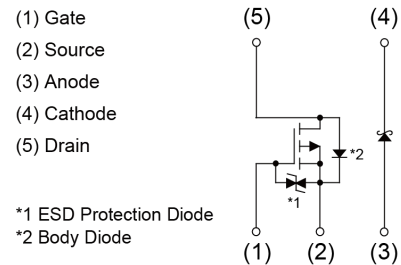 (1) Gate
(2) Source
(3) Anode
(4) Cathode
(5) Drain
*1 ESD Protection Diode
*2 Body Diode
(5) (4)
*2
*1
(1) (2) (3)